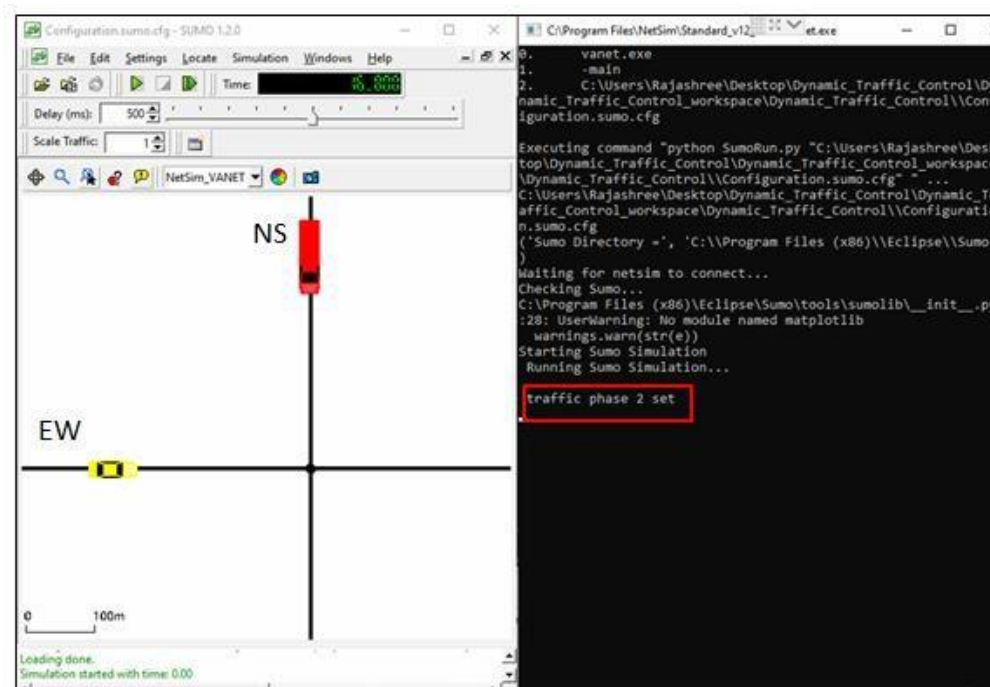 Configuration.sumo.cfg - SUMO 1.2.0
File Edit Settings Locate Simulation Windows Help
Time: 16.800
Delay (ms): 500
Scale Traffic: 1
NetSim_VANET
NS
EW
0 100m
Loading done.
Simulation started with time: 0.00
C:\Program Files\NetSim\Standard_v12 et.exe
0. vanet.exe
1. -main
2. C:\Users\Rajashree\Desktop\Dynamic_Traffic_Control\D
namic_Traffic_Control_workspace\Dynamic_Traffic_Control\\Con
iguration.sumo.cfg
Executing command "python SumoRun.py "C:\Users\Rajashree\Des
top\Dynamic_Traffic_Control\Dynamic_Traffic_Control_workspac
\Dynamic_Traffic_Control\\Configuration.sumo.cfg" " ...
C:\Users\Rajashree\Desktop\Dynamic_Traffic_Control\Dynamic_T
affic_Control_workspace\Dynamic_Traffic_Control\\Configurati
n.sumo.cfg
('Sumo Directory =', 'C:\\Program Files (x86)\\Eclipse\\Sumo
)
Waiting for netsim to connect...
Checking Sumo...
C:\Program Files (x86)\Eclipse\Sumo\tools\sumolib\__init__.p
:28: UserWarning: No module named matplotlib
warnings.warn(str(e))
Starting Sumo Simulation
Running Sumo Simulation...
traffic phase 2 set